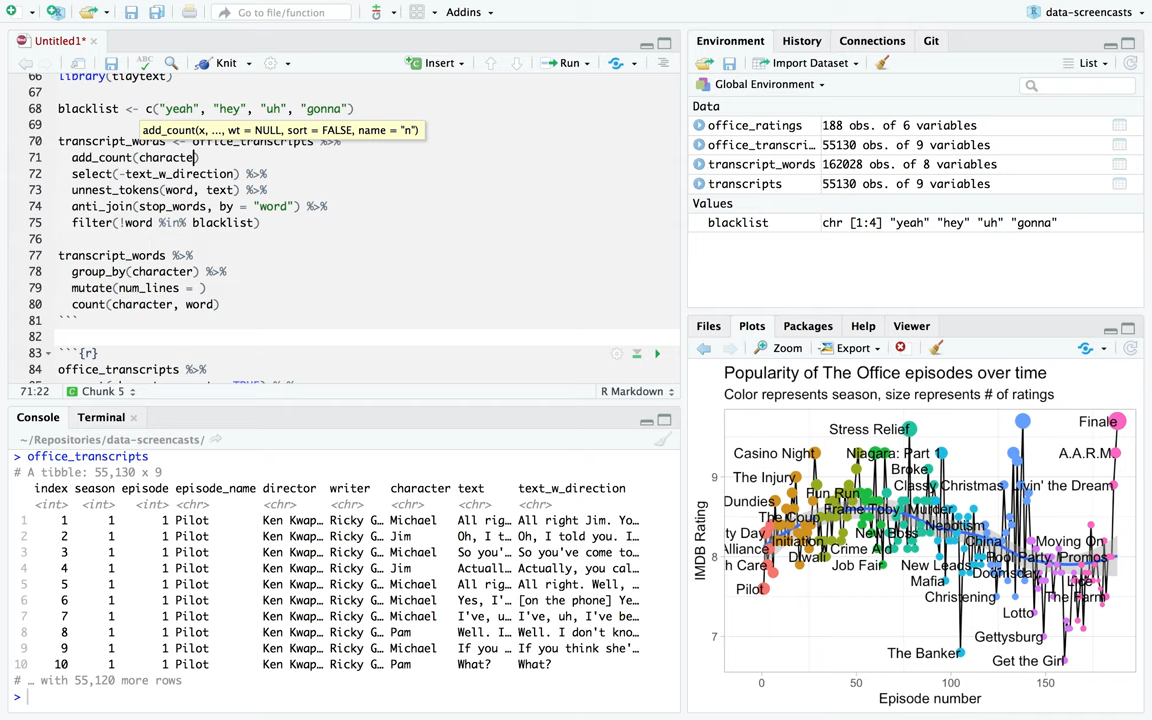 Go to file/function
Addins
data-screencasts
Untitled1*
Knit
Insert
Run
66 library(tidytext)
67
68 blacklist <- c("yeah", "hey", "uh", "gonna")
69
add_count(x, ..., wt = NULL, sort = FALSE, name = "n")
70 transcript_words <- office_transcripts %>%
71 add_count(characte)
72 select(-text_w_direction) %>%
73 unnest_tokens(word, text) %>%
74 anti_join(stop_words, by = "word") %>%
75 filter(!word %in% blacklist)
76
77 transcript_words %>%
78 group_by(character) %>%
79 mutate(num_lines = )
80 count(character, word)
81 ```
82
83 ```{r}
84 office_transcripts %>%
71:22 Chunk 5 R Markdown
Console Terminal
~/Repositories/data-screencasts/
> office_transcripts
# A tibble: 55,130 x 9
index season episode episode_name director writer character text text_w_direction
<int> <int> <int> <chr> <chr> <chr> <chr> <chr> <chr>
1 1 1 1 Pilot Ken Kwap… Ricky G… Michael All rig… All right Jim. Yo…
2 2 1 1 Pilot Ken Kwap… Ricky G… Jim Oh, I t… Oh, I told you. I…
3 3 1 1 Pilot Ken Kwap… Ricky G… Michael So you'… So you've come to…
4 4 1 1 Pilot Ken Kwap… Ricky G… Jim Actuall… Actually, you cal…
5 5 1 1 Pilot Ken Kwap… Ricky G… Michael All rig… All right. Well, …
6 6 1 1 Pilot Ken Kwap… Ricky G… Michael Yes, I'… [on the phone] Ye…
7 7 1 1 Pilot Ken Kwap… Ricky G… Michael I've, u… I've, uh, I've be…
8 8 1 1 Pilot Ken Kwap… Ricky G… Pam Well. I… Well. I don't kno…
9 9 1 1 Pilot Ken Kwap… Ricky G… Michael If you … If you think she'…
10 10 1 1 Pilot Ken Kwap… Ricky G… Pam What? What?
# … with 55,120 more rows
>
Environment History Connections Git
Import Dataset List
Global Environment
Data
office_ratings 188 obs. of 6 variables
office_transcri… 55130 obs. of 9 variables
transcript_words 162028 obs. of 8 variables
transcripts 55130 obs. of 9 variables
Values
blacklist chr [1:4] "yeah" "hey" "uh" "gonna"
Files Plots Packages Help Viewer
Zoom Export
Popularity of The Office episodes over time
Color represents season, size represents # of ratings
Finale
Stress Relief
Casino Night Niagara: Part 1 A.A.R.M
Broke
The Injury Classy Christmas Livin' the Dream
Fun Run
Dundies Frame Toby Murder
The Coup Nepotism
ty Day New Boss Moving On
Initiation China
Alliance Crime Aid Pool Party Promos
Diwali
h Care Job Fair New Leads Doomsday
Mafia Lice
Pilot Christening The Farm
Lotto
Gettysburg
The Banker Get the Girl
IMDB Rating
9
8
7
0 50 100 150
Episode number